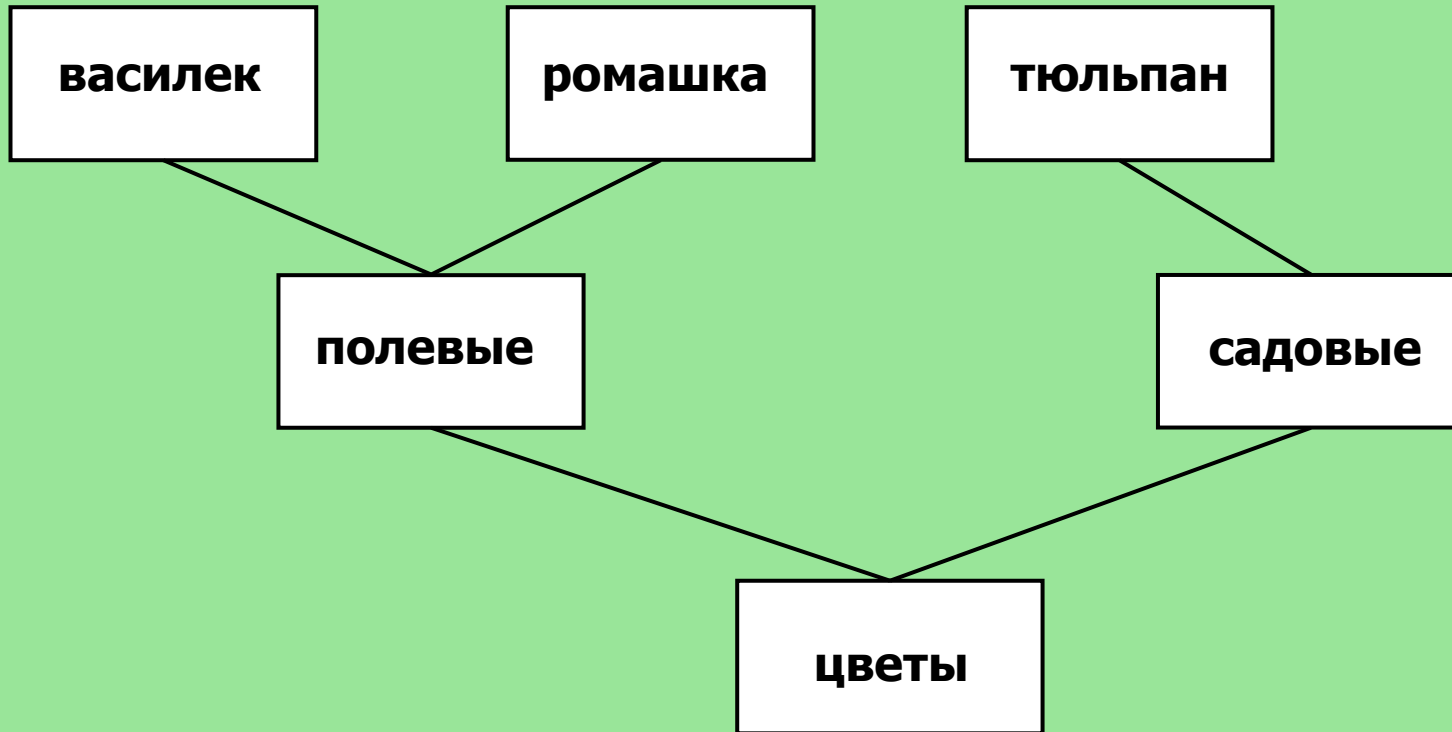 василек
ромашка
тюльпан
полевые
садовые
цветы